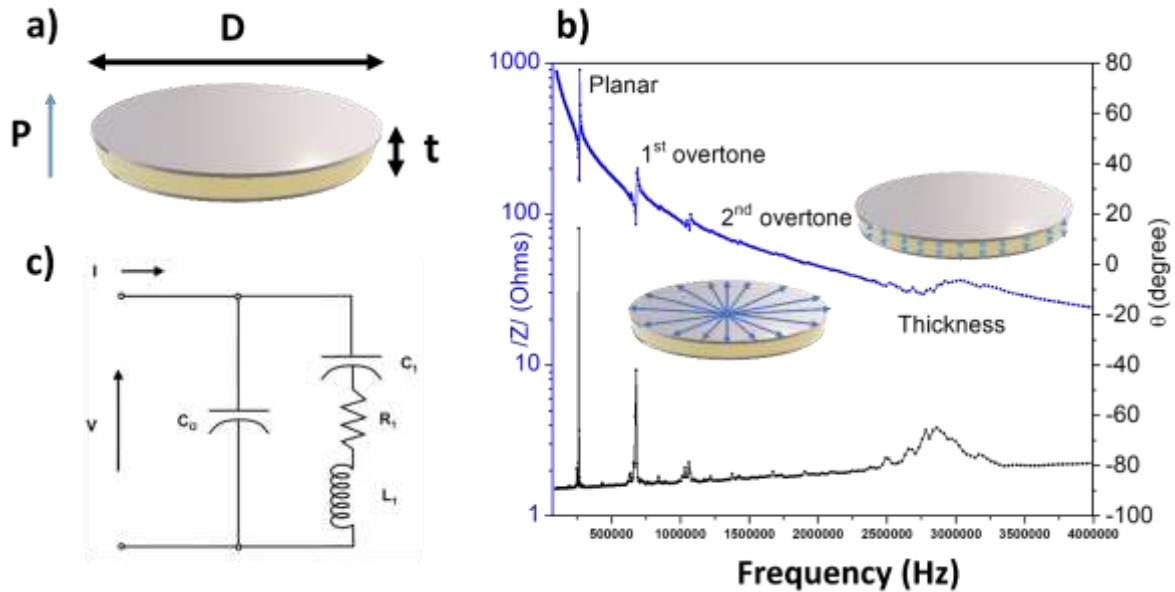 a)
D
P
t
b)
/Z/ (Ohms)
1000
100
10
1
Planar
1st overtone
2nd overtone
Thickness
80
60
40
20
0
-20
-40
-60
-80
-100
θ (degree)
500000 1000000 1500000 2000000 2500000 3000000 3500000 4000000
Frequency (Hz)
c)
I
V
C0
C1
R1
L1